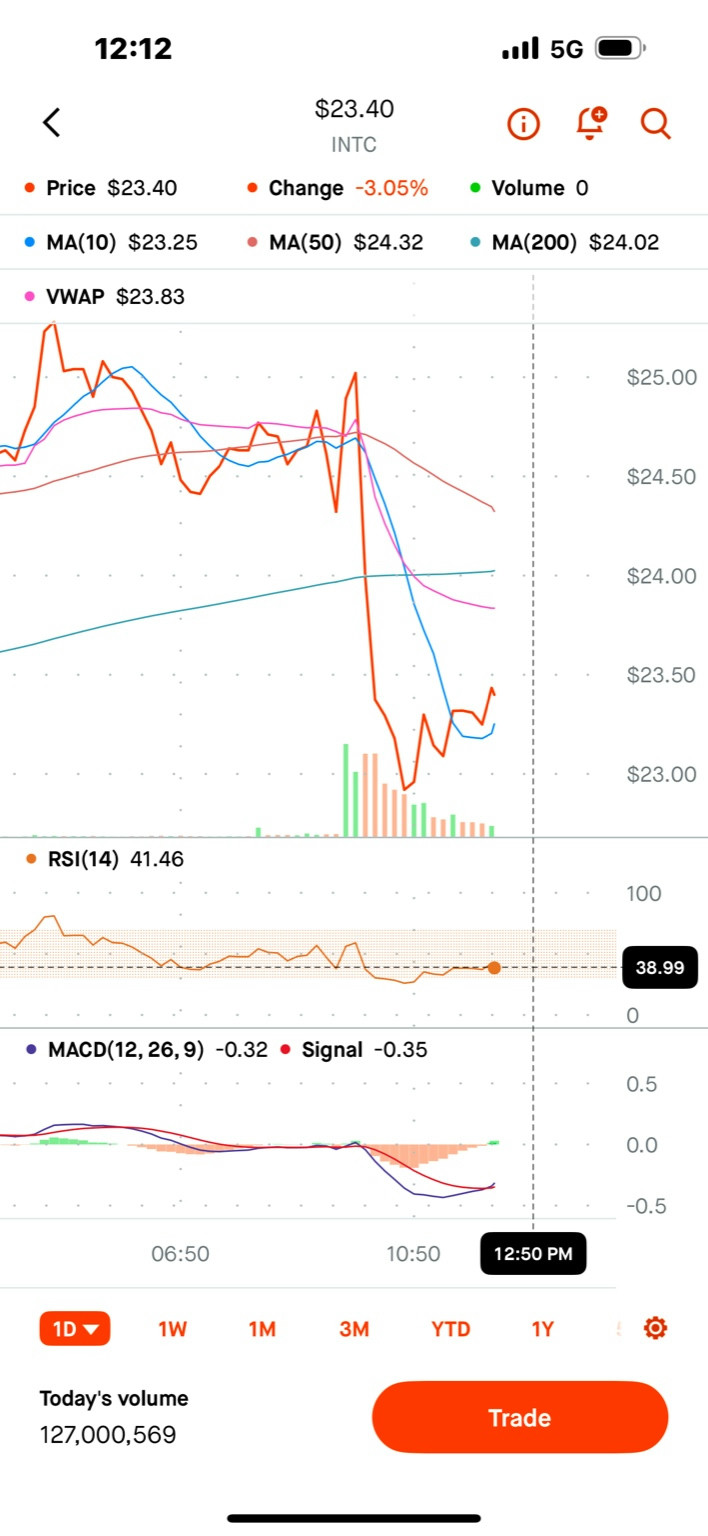 12:12 5G
$23.40
INTC
Price $23.40 Change -3.05% Volume 0
MA(10) $23.25 MA(50) $24.32 MA(200) $24.02
VWAP $23.83
$25.00
$24.50
$24.00
$23.50
$23.00
RSI(14) 41.46
100
38.99
0
MACD(12, 26, 9) -0.32 Signal -0.35
0.5
0.0
-0.5
06:50 10:50 12:50 PM
1D 1W 1M 3M YTD 1Y
Today's volume
127,000,569
Trade